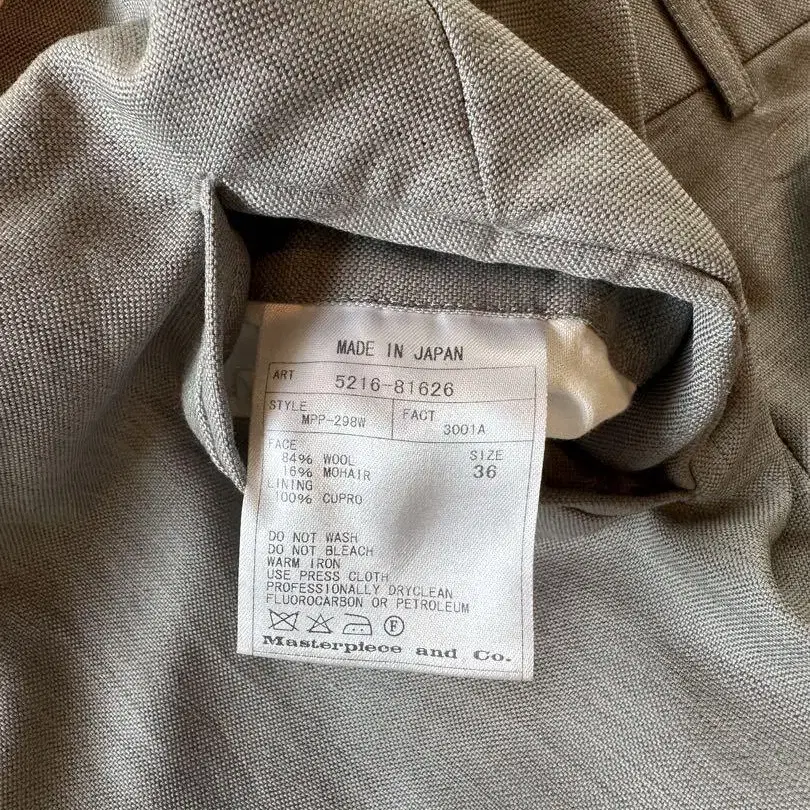 MADE IN JAPAN
ART 5216-81626
STYLE MPP-298W FACT 3001A
FACE
84% WOOL SIZE
16% MOHAIR 36
LINING
100% CUPRO
DO NOT WASH
DO NOT BLEACH
WARM IRON
USE PRESS CLOTH
PROFESSIONALLY DRYCLEAN
FLUOROCARBON OR PETROLEUM
F
Masterpiece and Co.